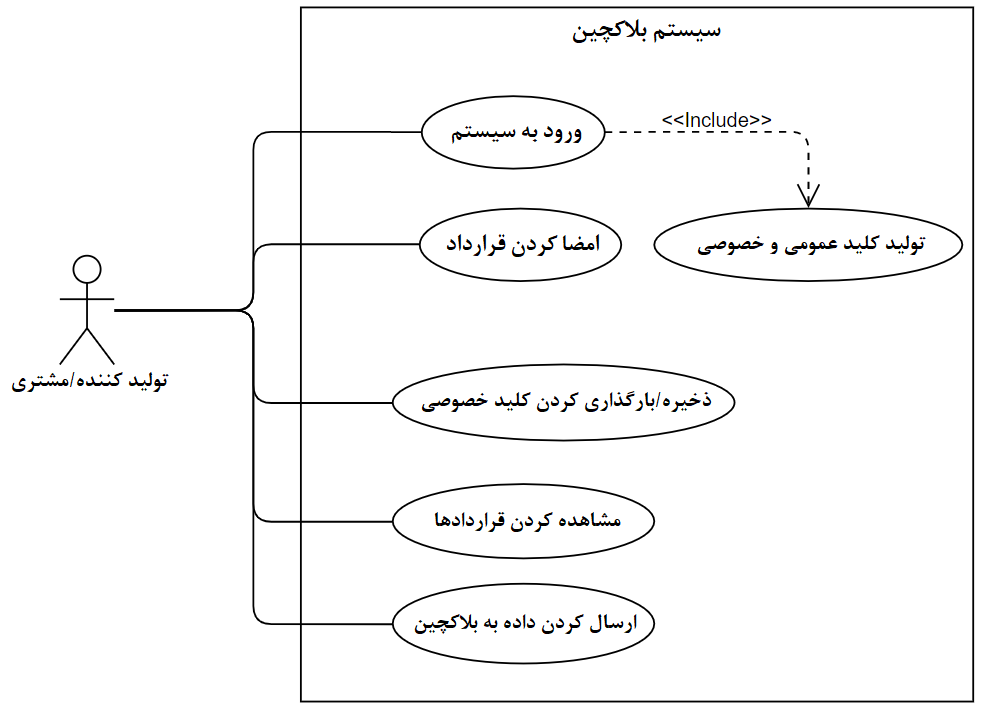 سیستم بلاکچین
ورود به سیستم
<<Include>>
امضا کردن قرارداد
تولید کلید عمومی و خصوصی
تولید کننده/مشتری
ذخیره/بارگذاری کردن کلید خصوصی
مشاهده کردن قراردادها
ارسال کردن داده به بلاکچین